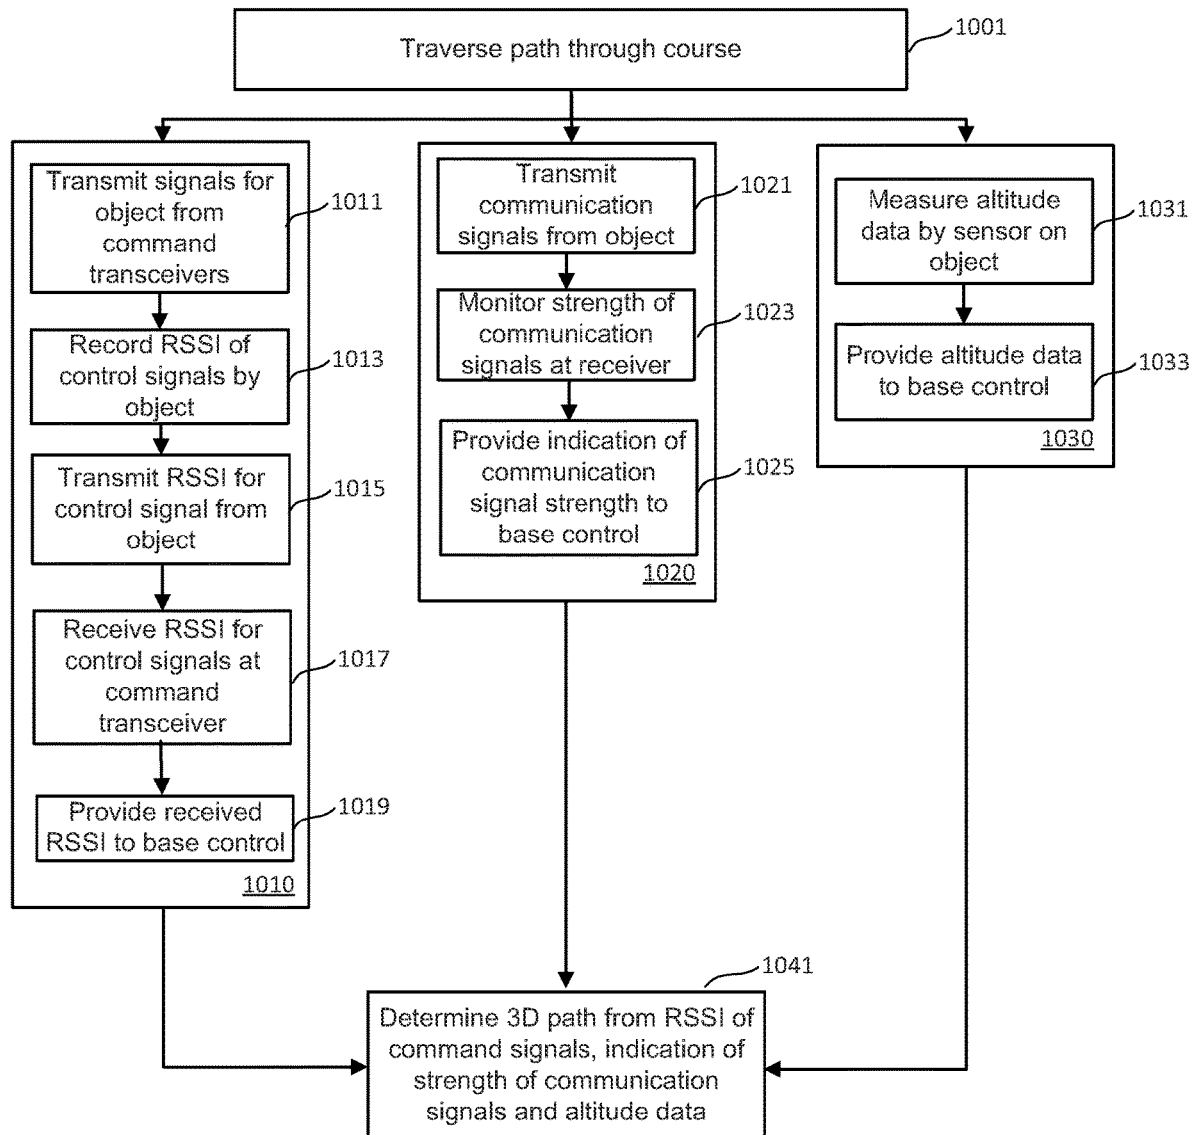 Traverse path through course
1001
Transmit signals for
object from
command
transceivers
1011
Record RSSI of
control signals by
object
1013
Transmit RSSI for
control signal from
object
1015
Receive RSSI for
control signals at
command
transceiver
1017
Provide received
RSSI to base control
1019
1010
Transmit
communication
signals from object
1021
Monitor strength of
communication
signals at receiver
1023
Provide indication of
communication
signal strength to
base control
1025
1020
Measure altitude
data by sensor on
object
1031
Provide altitude data
to base control
1033
1030
1041
Determine 3D path from RSSI of
command signals, indication of
strength of communication
signals and altitude data